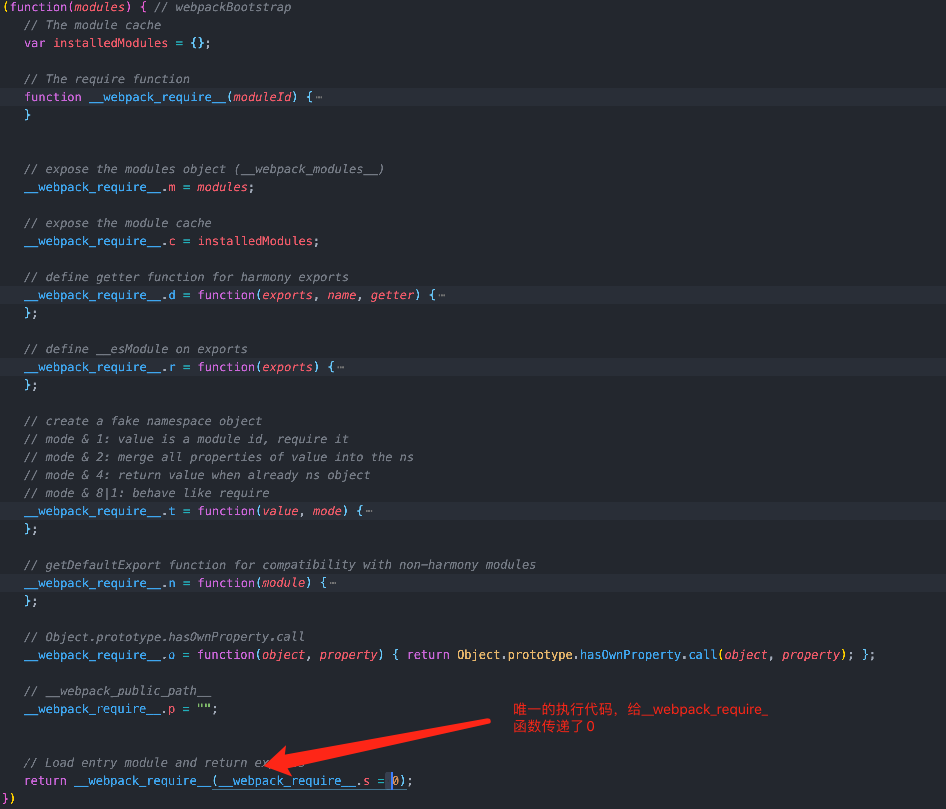 (function(modules) { // webpackBootstrap
// The module cache
var installedModules = {};
// The require function
function __webpack_require__(moduleId) {⋯
}
// expose the modules object (__webpack_modules__)
__webpack_require__.m = modules;
// expose the module cache
__webpack_require__.c = installedModules;
// define getter function for harmony exports
__webpack_require__.d = function(exports, name, getter) {⋯
};
// define __esModule on exports
__webpack_require__.r = function(exports) {⋯
};
// create a fake namespace object
// mode & 1: value is a module id, require it
// mode & 2: merge all properties of value into the ns
// mode & 4: return value when already ns object
// mode & 8|1: behave like require
__webpack_require__.t = function(value, mode) {⋯
};
// getDefaultExport function for compatibility with non-harmony modules
__webpack_require__.n = function(module) {⋯
};
// Object.prototype.hasOwnProperty.call
__webpack_require__.o = function(object, property) { return Object.prototype.hasOwnProperty.call(object, property); };
// __webpack_public_path__
__webpack_require__.p = "";
唯一的执行代码，给__webpack_require_
函数传递了0
// Load entry module and return
return __webpack_require__(__webpack_require__.s = 0);
})